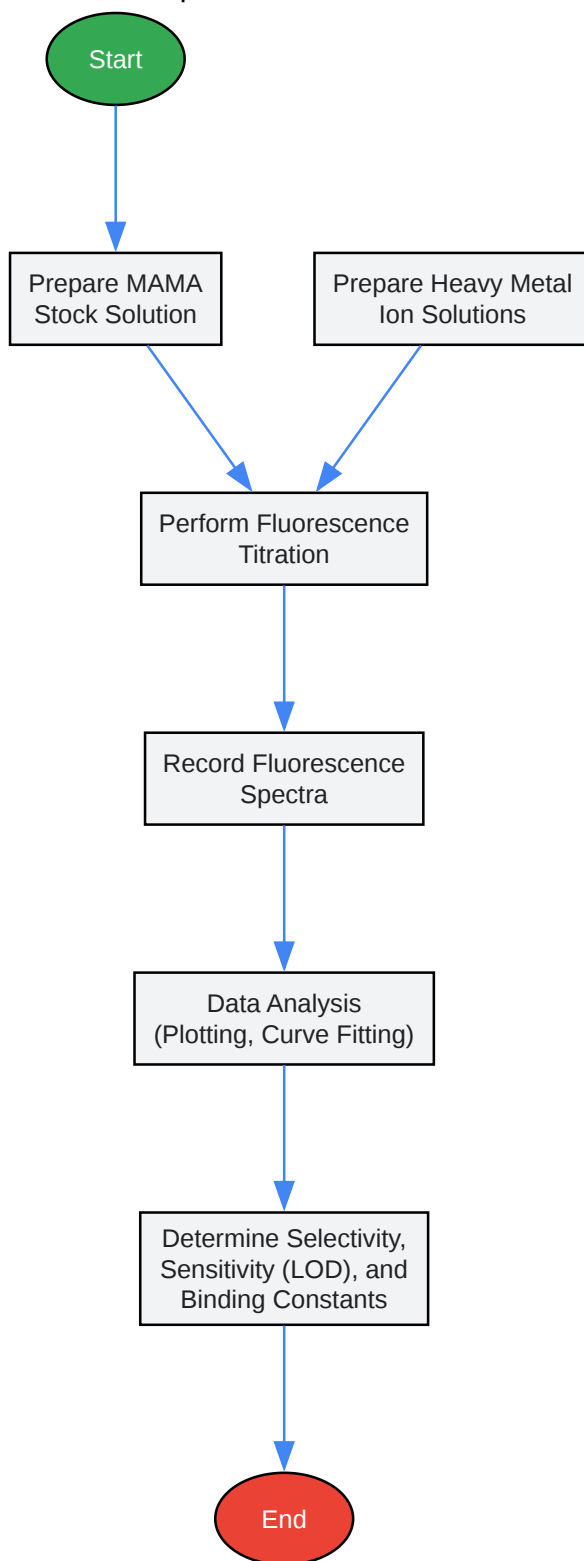 Start
Prepare MAMA
Stock Solution
Prepare Heavy Metal
Ion Solutions
Perform Fluorescence
Titration
Record Fluorescence
Spectra
Data Analysis
(Plotting, Curve Fitting)
Determine Selectivity,
Sensitivity (LOD), and
Binding Constants
End